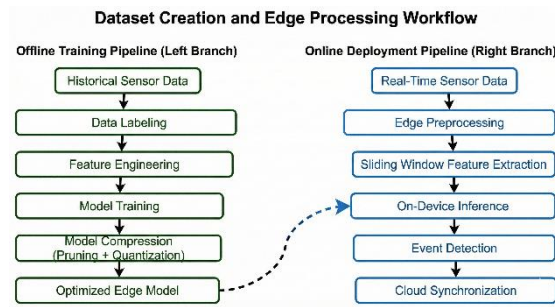 Dataset Creation and Edge Processing Workflow
Offline Training Pipeline (Left Branch)
Historical Sensor Data
Data Labeling
Feature Engineering
Model Training
Model Compression
(Pruning + Quantization)
Optimized Edge Model
Online Deployment Pipeline (Right Branch)
Real-Time Sensor Data
Edge Preprocessing
Sliding Window Feature Extraction
On-Device Inference
Event Detection
Cloud Synchronization